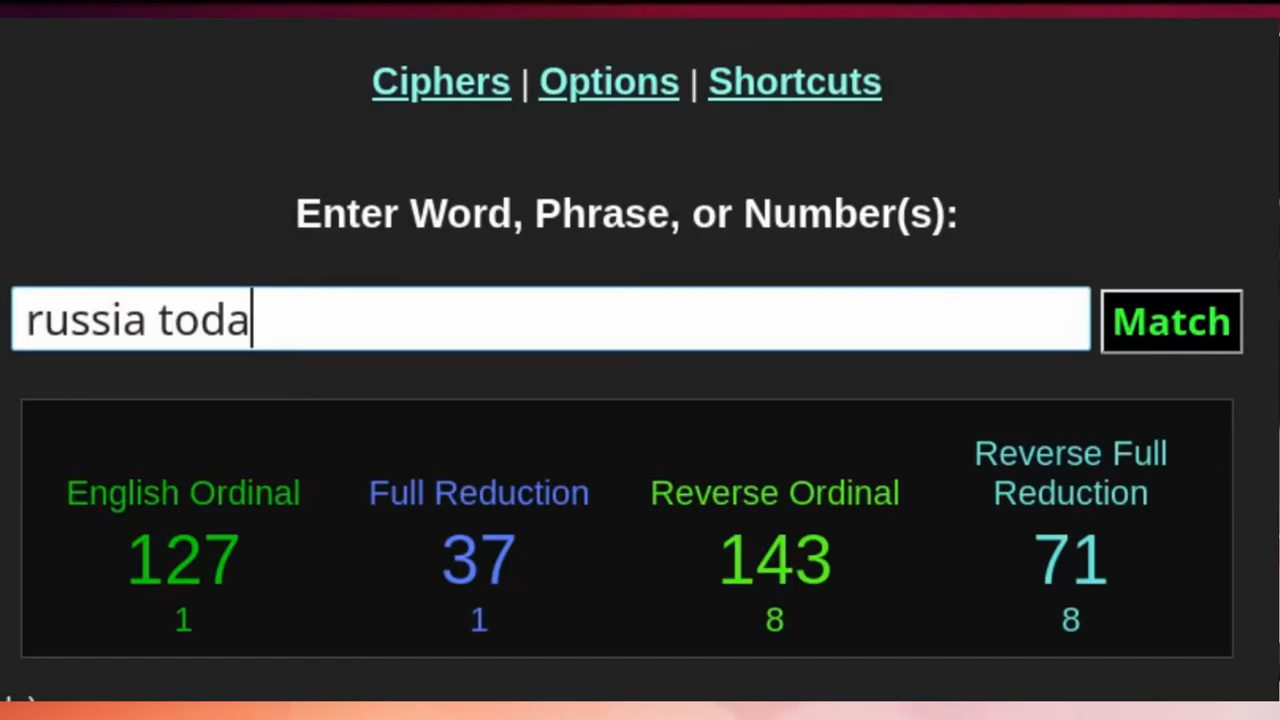 Ciphers | Options | Shortcuts
Enter Word, Phrase, or Number(s):
russia toda
Match
English Ordinal
Full Reduction
Reverse Ordinal
Reverse Full
Reduction
127
37
143
71
1
1
8
8